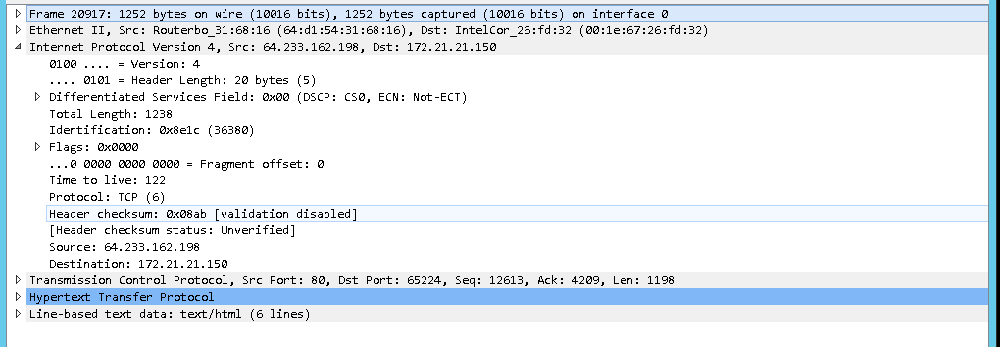 Frame 20917: 1252 bytes on wire (10016 bits), 1252 bytes captured (10016 bits) on interface 0
Ethernet II, Src: Routerbo_31:68:16 (64:d1:54:31:68:16), Dst: IntelCor_26:fd:32 (00:1e:67:26:fd:32)
Internet Protocol Version 4, Src: 64.233.162.198, Dst: 172.21.21.150
0100 .... = Version: 4
.... 0101 = Header Length: 20 bytes (5)
Differentiated Services Field: 0x00 (DSCP: CS0, ECN: Not-ECT)
Total Length: 1238
Identification: 0x8e1c (36380)
Flags: 0x0000
...0 0000 0000 0000 = Fragment offset: 0
Time to live: 122
Protocol: TCP (6)
Header checksum: 0x08ab [validation disabled]
[Header checksum status: Unverified]
Source: 64.233.162.198
Destination: 172.21.21.150
Transmission Control Protocol, Src Port: 80, Dst Port: 65224, Seq: 12613, Ack: 4209, Len: 1198
Hypertext Transfer Protocol
Line-based text data: text/html (6 lines)